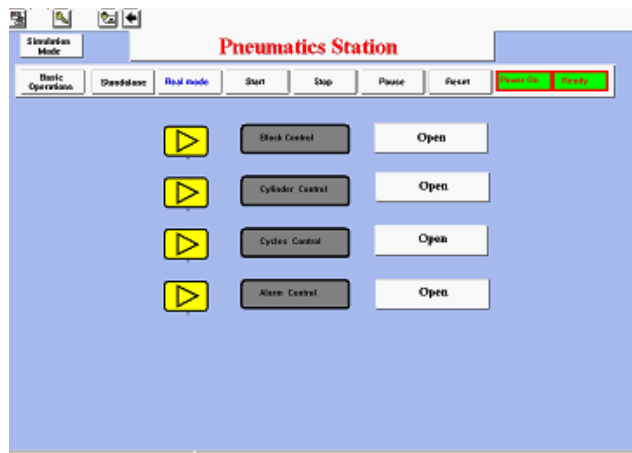 Simulation
Mode
Pneumatics Station
Basic
Operations
Standalone
Real mode
Start
Stop
Pause
Reset
Power On
Ready
Block Control
Open
Cylinder Control
Open
Cycles Control
Open
Alarm Control
Open